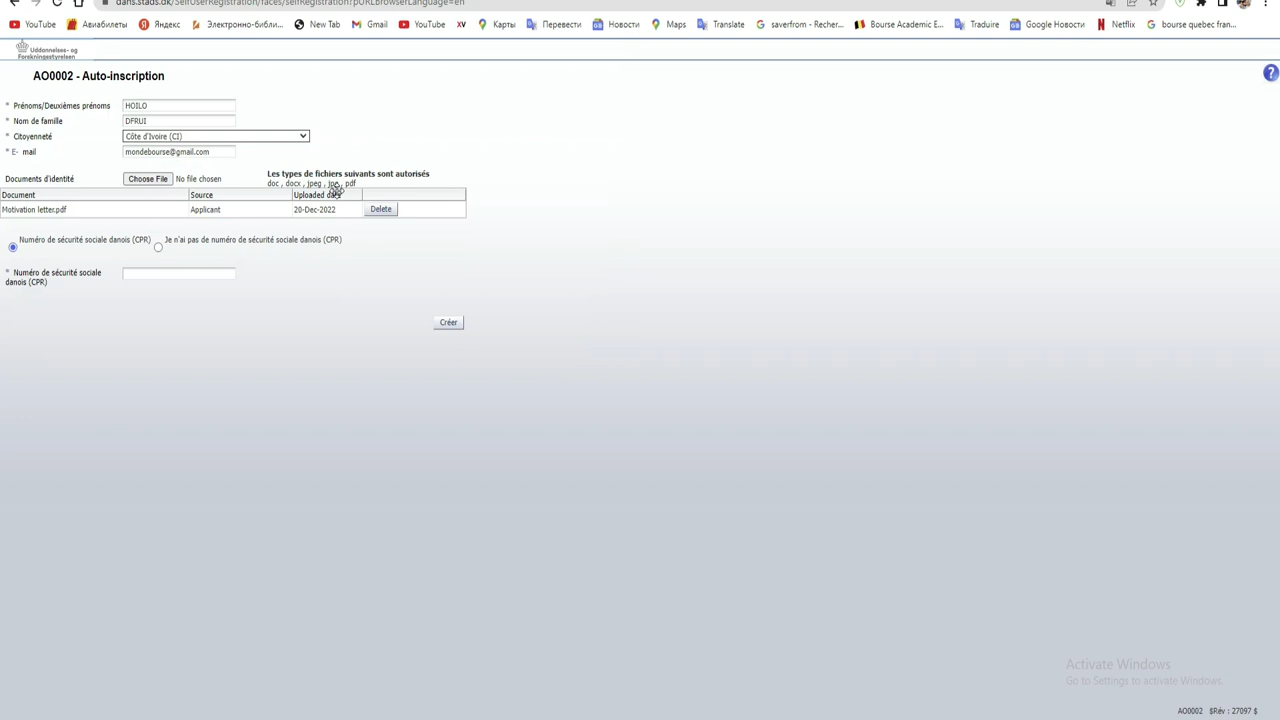 dans.stads.dk/SelfUserRegistration/faces/selfRegistration?pURLbrowserLanguage=en
YouTube Авиабилеты Яндекс Электронно-библи... New Tab Gmail YouTube XV Карты Перевести Новости Maps Translate saverfrom - Recher... Bourse Academic E... Traduire Google Новости Netflix bourse quebec fran...
Uddannelses- og
Forskningsstyrelsen
AO0002 - Auto-inscription
* Prénoms/Deuxièmes prénoms HOILO
* Nom de famille DFRUI
* Citoyenneté Côte d'Ivoire (CI)
* E- mail mondebourse@gmail.com
Les types de fichiers suivants sont autorisés
Documents d'identité Choose File No file chosen
doc , docx , jpeg , jpg , pdf
Document Source Uploaded date
Motivation letter.pdf Applicant 20-Dec-2022 Delete
Numéro de sécurité sociale danois (CPR) Je n'ai pas de numéro de sécurité sociale danois (CPR)
* Numéro de sécurité sociale
danois (CPR)
Créer
Activate Windows
Go to Settings to activate Windows.
AO0002 $Rév : 27097 $